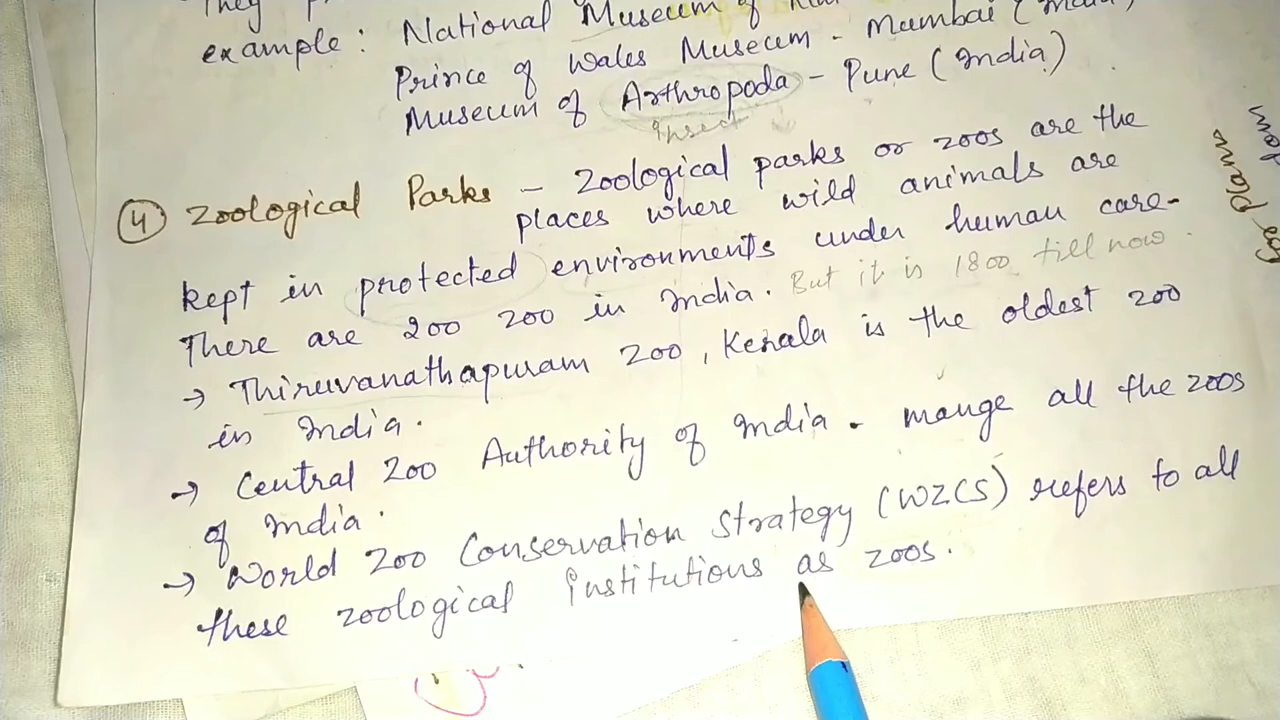 They
example : National Museum of
Prince of Wales Museum - Mumbai (India)
Museum of Arthropoda - Pune (India)
insect
④ Zoological Parks - Zoological parks or zoos are the
places where wild animals are
kept in protected environments under human care.
There are 200 zoo in India. But it is 1800 till now.
→ Thiruvanathapuram zoo, Kerala is the oldest zoo
in India.
→ Central zoo Authority of India. mange all the zoos
of India.
→ World zoo Conservation Strategy (WZCS) refers to all
these zoological institutions as zoos.